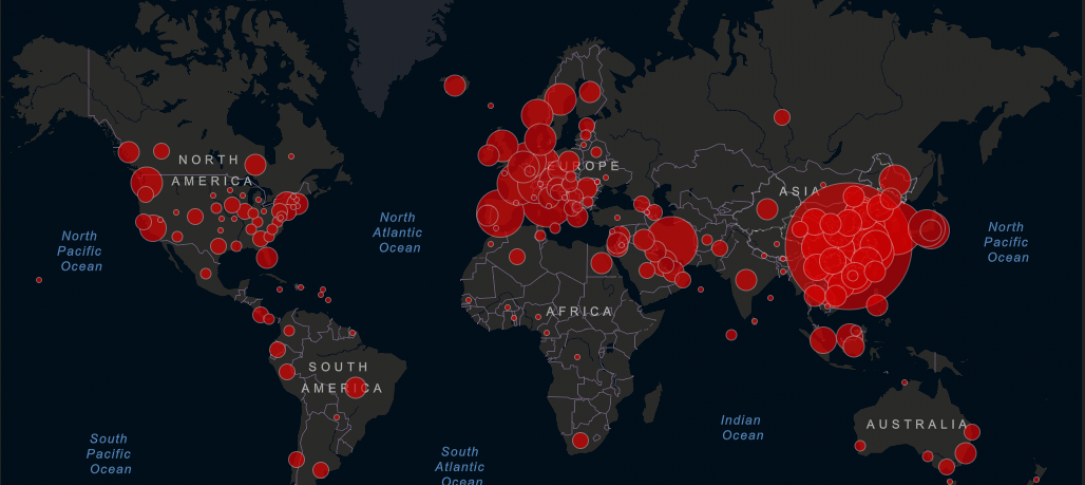 NORTH
AMERICA
EUROPE
ASIA
North
Pacific
Ocean
North
Atlantic
Ocean
North
Pacific
Ocean
AFRICA
SOUTH
AMERICA
AUSTRALIA
Indian
Ocean
South
Pacific
Ocean
South
Atlantic
Ocean